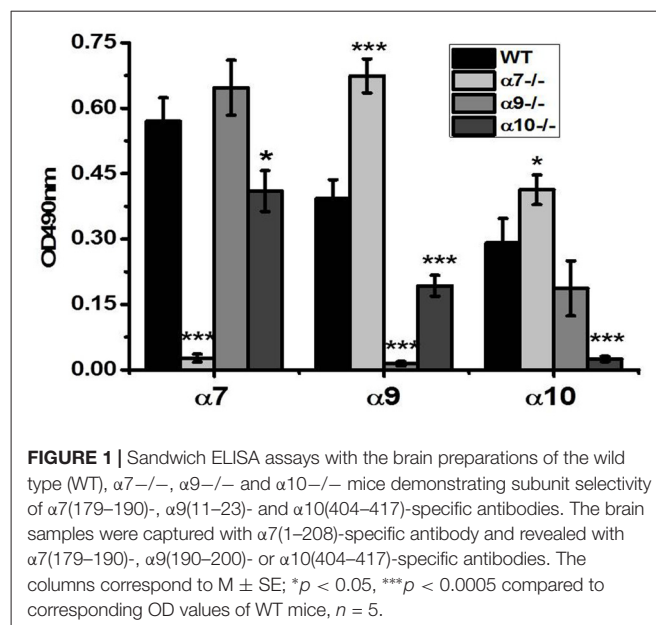 0.75
0.60
0.45
0.30
0.15
0.00
OD490nm
***
*
***
***
***
*
***
WT
α7-/-
α9-/-
α10-/-
α7
α9
α10
FIGURE 1 | Sandwich ELISA assays with the brain preparations of the wild
type (WT), α7−/−, α9−/− and α10−/− mice demonstrating subunit selectivity
of α7(179–190)-, α9(11–23)- and α10(404–417)-specific antibodies. The brain
samples were captured with α7(1–208)-specific antibody and revealed with
α7(179–190)-, α9(190–200)- or α10(404–417)-specific antibodies. The
columns correspond to M ± SE; *p < 0.05, ***p < 0.0005 compared to
corresponding OD values of WT mice, n = 5.